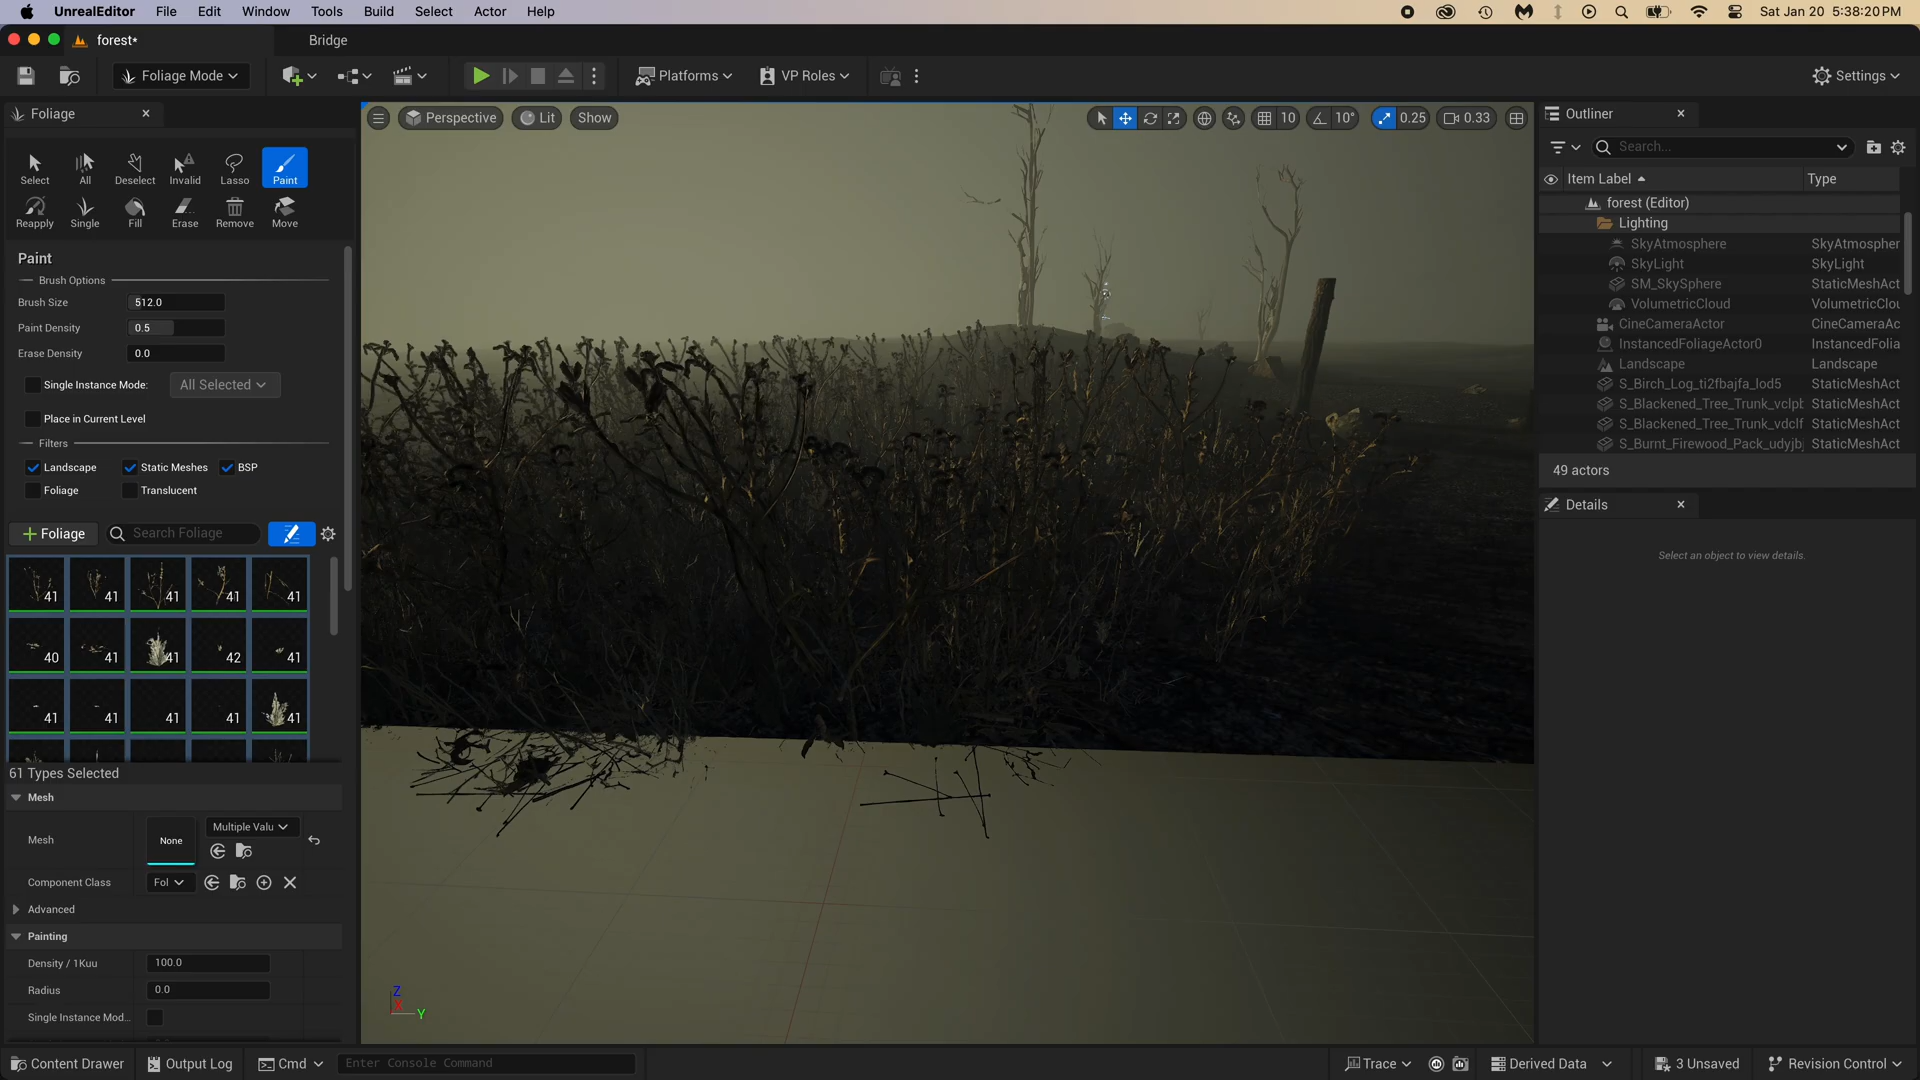 UnrealEditor File Edit Window Tools Build Select Actor Help
Sat Jan 20 5:38:20 PM
forest* Bridge
Foliage Mode
Platforms VP Roles
Settings
Foliage
Select All Deselect Invalid Lasso Paint
Reapply Single Fill Erase Remove Move
Paint
Brush Options
Brush Size 512.0
Paint Density 0.5
Erase Density 0.0
Single Instance Mode: All Selected
Place in Current Level
Filters
Landscape Static Meshes BSP
Foliage Translucent
+ Foliage Search Foliage
41 41 41 41 41
40 41 41 42 41
41 41 41 41 41
61 Types Selected
Mesh
Mesh None Multiple Valu
Component Class Fol
Advanced
Painting
Density / 1Kuu 100.0
Radius 0.0
Single Instance Mod...
Perspective Lit Show
10 10° 0.25 0.33
Z
X
Y
Outliner
Search...
Item Label Type
forest (Editor)
Lighting
SkyAtmosphere SkyAtmospher
SkyLight SkyLight
SM_SkySphere StaticMeshAct
VolumetricCloud VolumetricClou
CineCameraActor CineCameraAc
InstancedFoliageActor0 InstancedFolia
Landscape Landscape
S_Birch_Log_ti2fbajfa_lod5 StaticMeshAct
S_Blackened_Tree_Trunk_vclpb StaticMeshAct
S_Blackened_Tree_Trunk_vdclf StaticMeshAct
S_Burnt_Firewood_Pack_udyjbj StaticMeshAct
49 actors
Details
Select an object to view details.
Content Drawer Output Log Cmd Enter Console Command
Trace Derived Data 3 Unsaved Revision Control